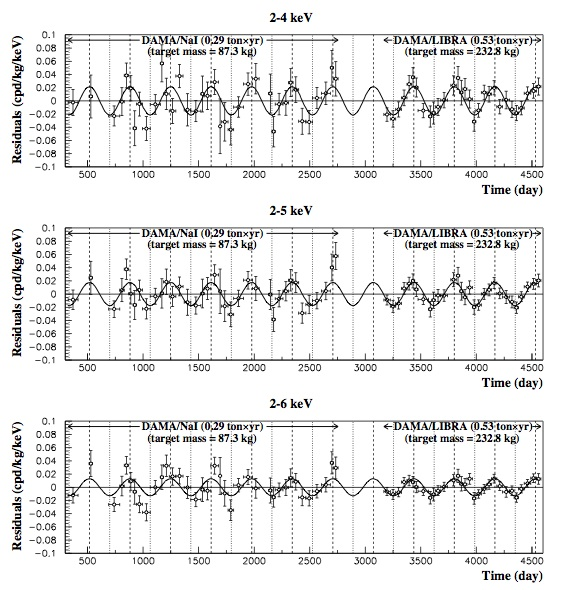 2-4 keV
Residuals (cpd/kg/keV)
0.1
0.08
0.06
0.04
0.02
0
−0.02
−0.04
−0.06
−0.08
−0.1
DAMA/NaI (0.29 ton×yr)
(target mass = 87.3 kg)
DAMA/LIBRA (0.53 ton×yr)
(target mass = 232.8 kg)
500 1000 1500 2000 2500 3000 3500 4000 4500
Time (day)
2-5 keV
Residuals (cpd/kg/keV)
0.1
0.08
0.06
0.04
0.02
0
−0.02
−0.04
−0.06
−0.08
−0.1
DAMA/NaI (0.29 ton×yr)
(target mass = 87.3 kg)
DAMA/LIBRA (0.53 ton×yr)
(target mass = 232.8 kg)
500 1000 1500 2000 2500 3000 3500 4000 4500
Time (day)
2-6 keV
Residuals (cpd/kg/keV)
0.1
0.08
0.06
0.04
0.02
0
−0.02
−0.04
−0.06
−0.08
−0.1
DAMA/NaI (0.29 ton×yr)
(target mass = 87.3 kg)
DAMA/LIBRA (0.53 ton×yr)
(target mass = 232.8 kg)
500 1000 1500 2000 2500 3000 3500 4000 4500
Time (day)